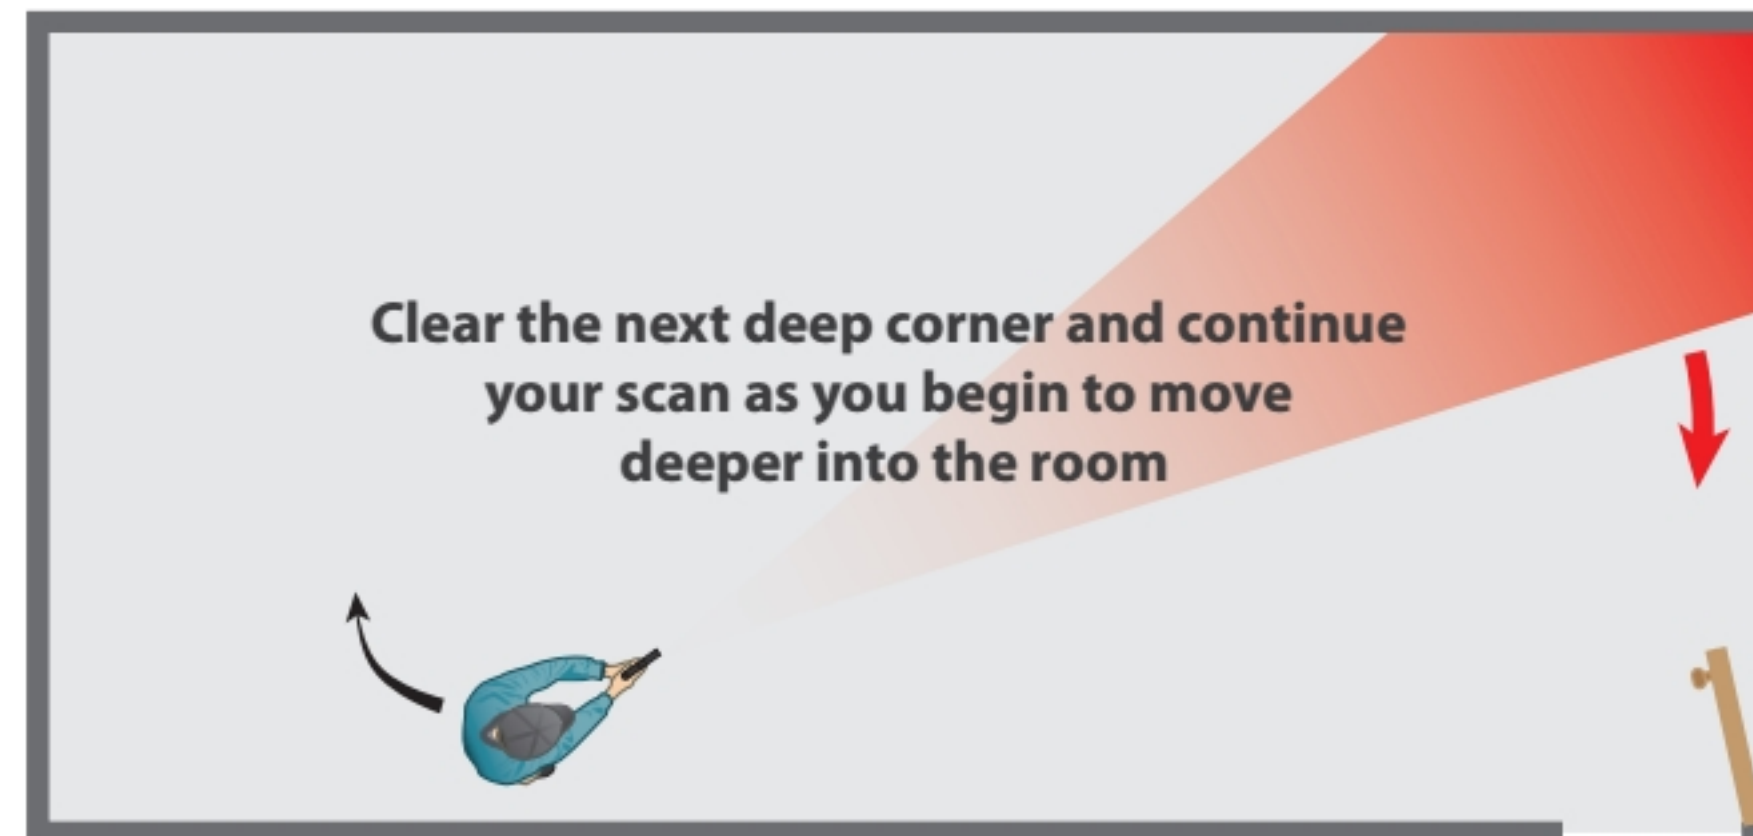 Clear the next deep corner and continue
your scan as you begin to move
deeper into the room